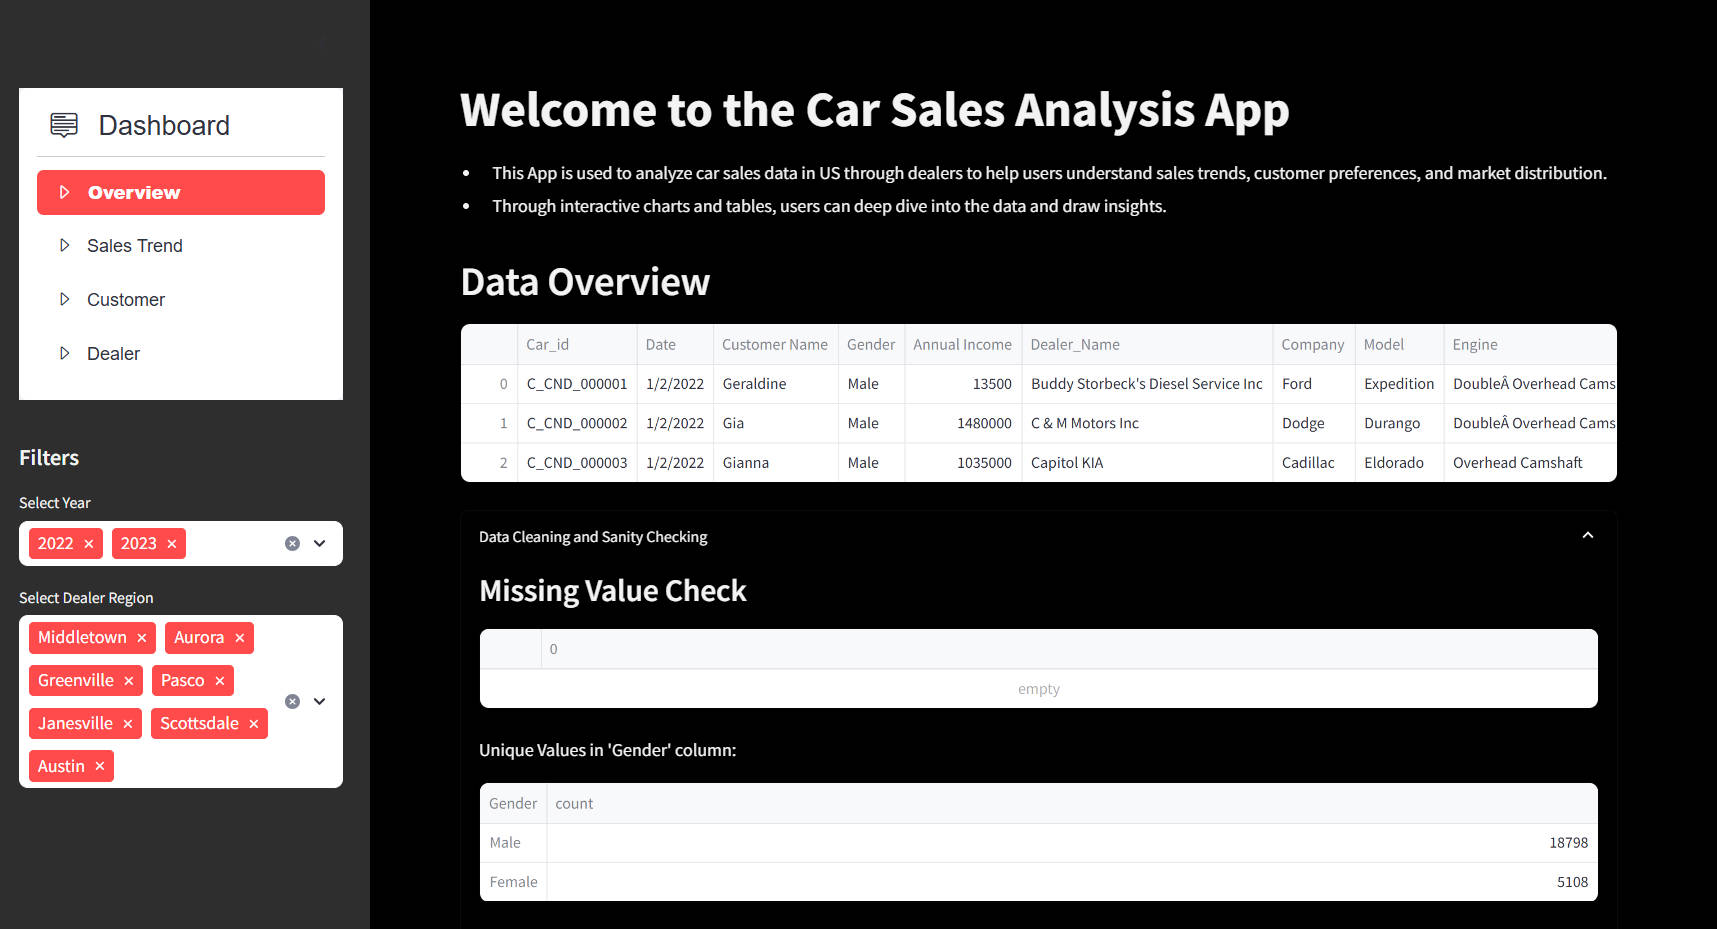 Dashboard
Overview
Sales Trend
Customer
Dealer
Filters
Select Year
2022 × 2023 ×
Select Dealer Region
Middletown × Aurora ×
Greenville × Pasco ×
Janesville × Scottsdale ×
Austin ×
Welcome to the Car Sales Analysis App
• This App is used to analyze car sales data in US through dealers to help users understand sales trends, customer preferences, and market distribution.
• Through interactive charts and tables, users can deep dive into the data and draw insights.
Data Overview
Car_id Date Customer Name Gender Annual Income Dealer_Name Company Model Engine
0 C_CND_000001 1/2/2022 Geraldine Male 13500 Buddy Storbeck's Diesel Service Inc Ford Expedition DoubleÂ Overhead Cams
1 C_CND_000002 1/2/2022 Gia Male 1480000 C & M Motors Inc Dodge Durango DoubleÂ Overhead Cams
2 C_CND_000003 1/2/2022 Gianna Male 1035000 Capitol KIA Cadillac Eldorado Overhead Camshaft
Data Cleaning and Sanity Checking
Missing Value Check
0
empty
Unique Values in 'Gender' column:
Gender count
Male 18798
Female 5108